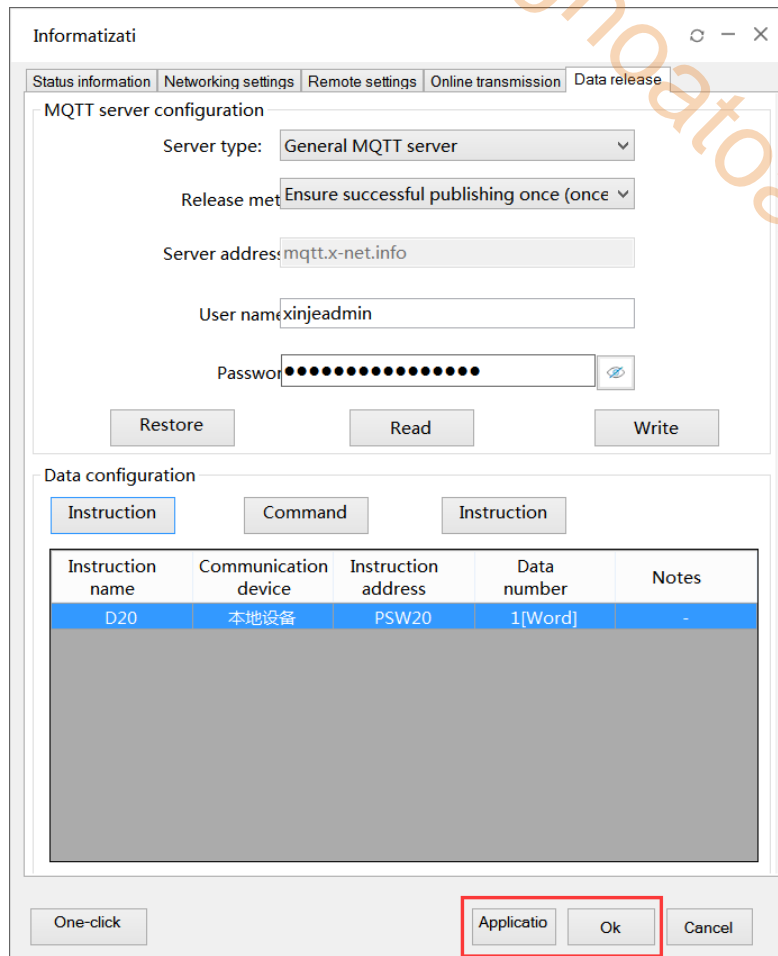 Informatizati
Status information Networking settings Remote settings Online transmission Data release
MQTT server configuration
Server type: General MQTT server
Release met Ensure successful publishing once (once
Server address mqtt.x-net.info
User name xinjeadmin
Passwor ●●●●●●●●●●●●●●●●
Restore Read Write
Data configuration
Instruction Command Instruction
Instruction name Communication device Instruction address Data number Notes
D20 本地设备 PSW20 1[Word] -
One-click Applicatio Ok Cancel